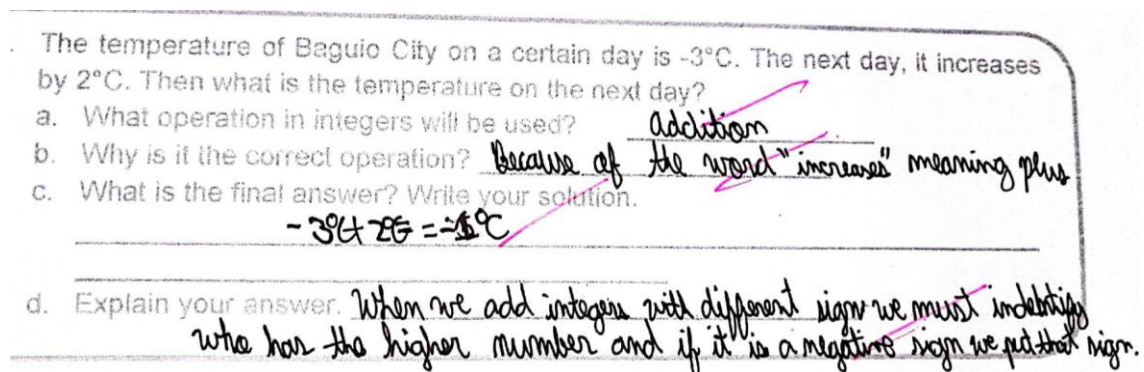 . The temperature of Baguio City on a certain day is -3°C. The next day, it increases
by 2°C. Then what is the temperature on the next day?
a. What operation in integers will be used? addition
b. Why is it the correct operation? Because of the word "increases" meaning plus
c. What is the final answer? Write your solution.
-3°C + 2°C = -1°C
d. Explain your answer. When we add integers with different sign we must indebtify
who has the higher number and if it is a negative sign we put that sign.